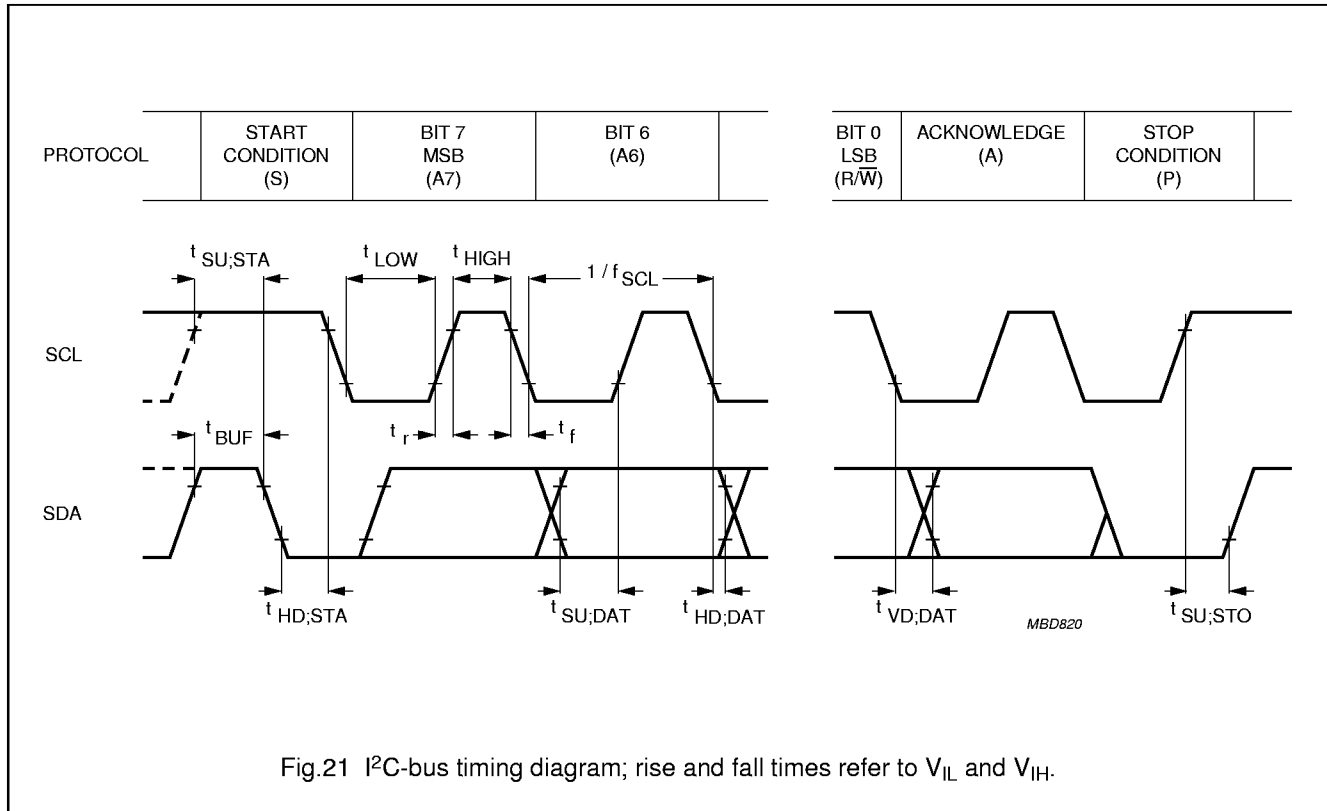 PROTOCOL
START
CONDITION
(S)
BIT 7
MSB
(A7)
BIT 6
(A6)
BIT 0
LSB
(R/W̅)
ACKNOWLEDGE
(A)
STOP
CONDITION
(P)
t SU;STA
t LOW
t HIGH
1 / f SCL
SCL
t BUF
t r
t f
SDA
t HD;STA
t SU;DAT
t HD;DAT
t VD;DAT
MBD820
t SU;STO
Fig.21 I²C-bus timing diagram; rise and fall times refer to V_IL and V_IH.